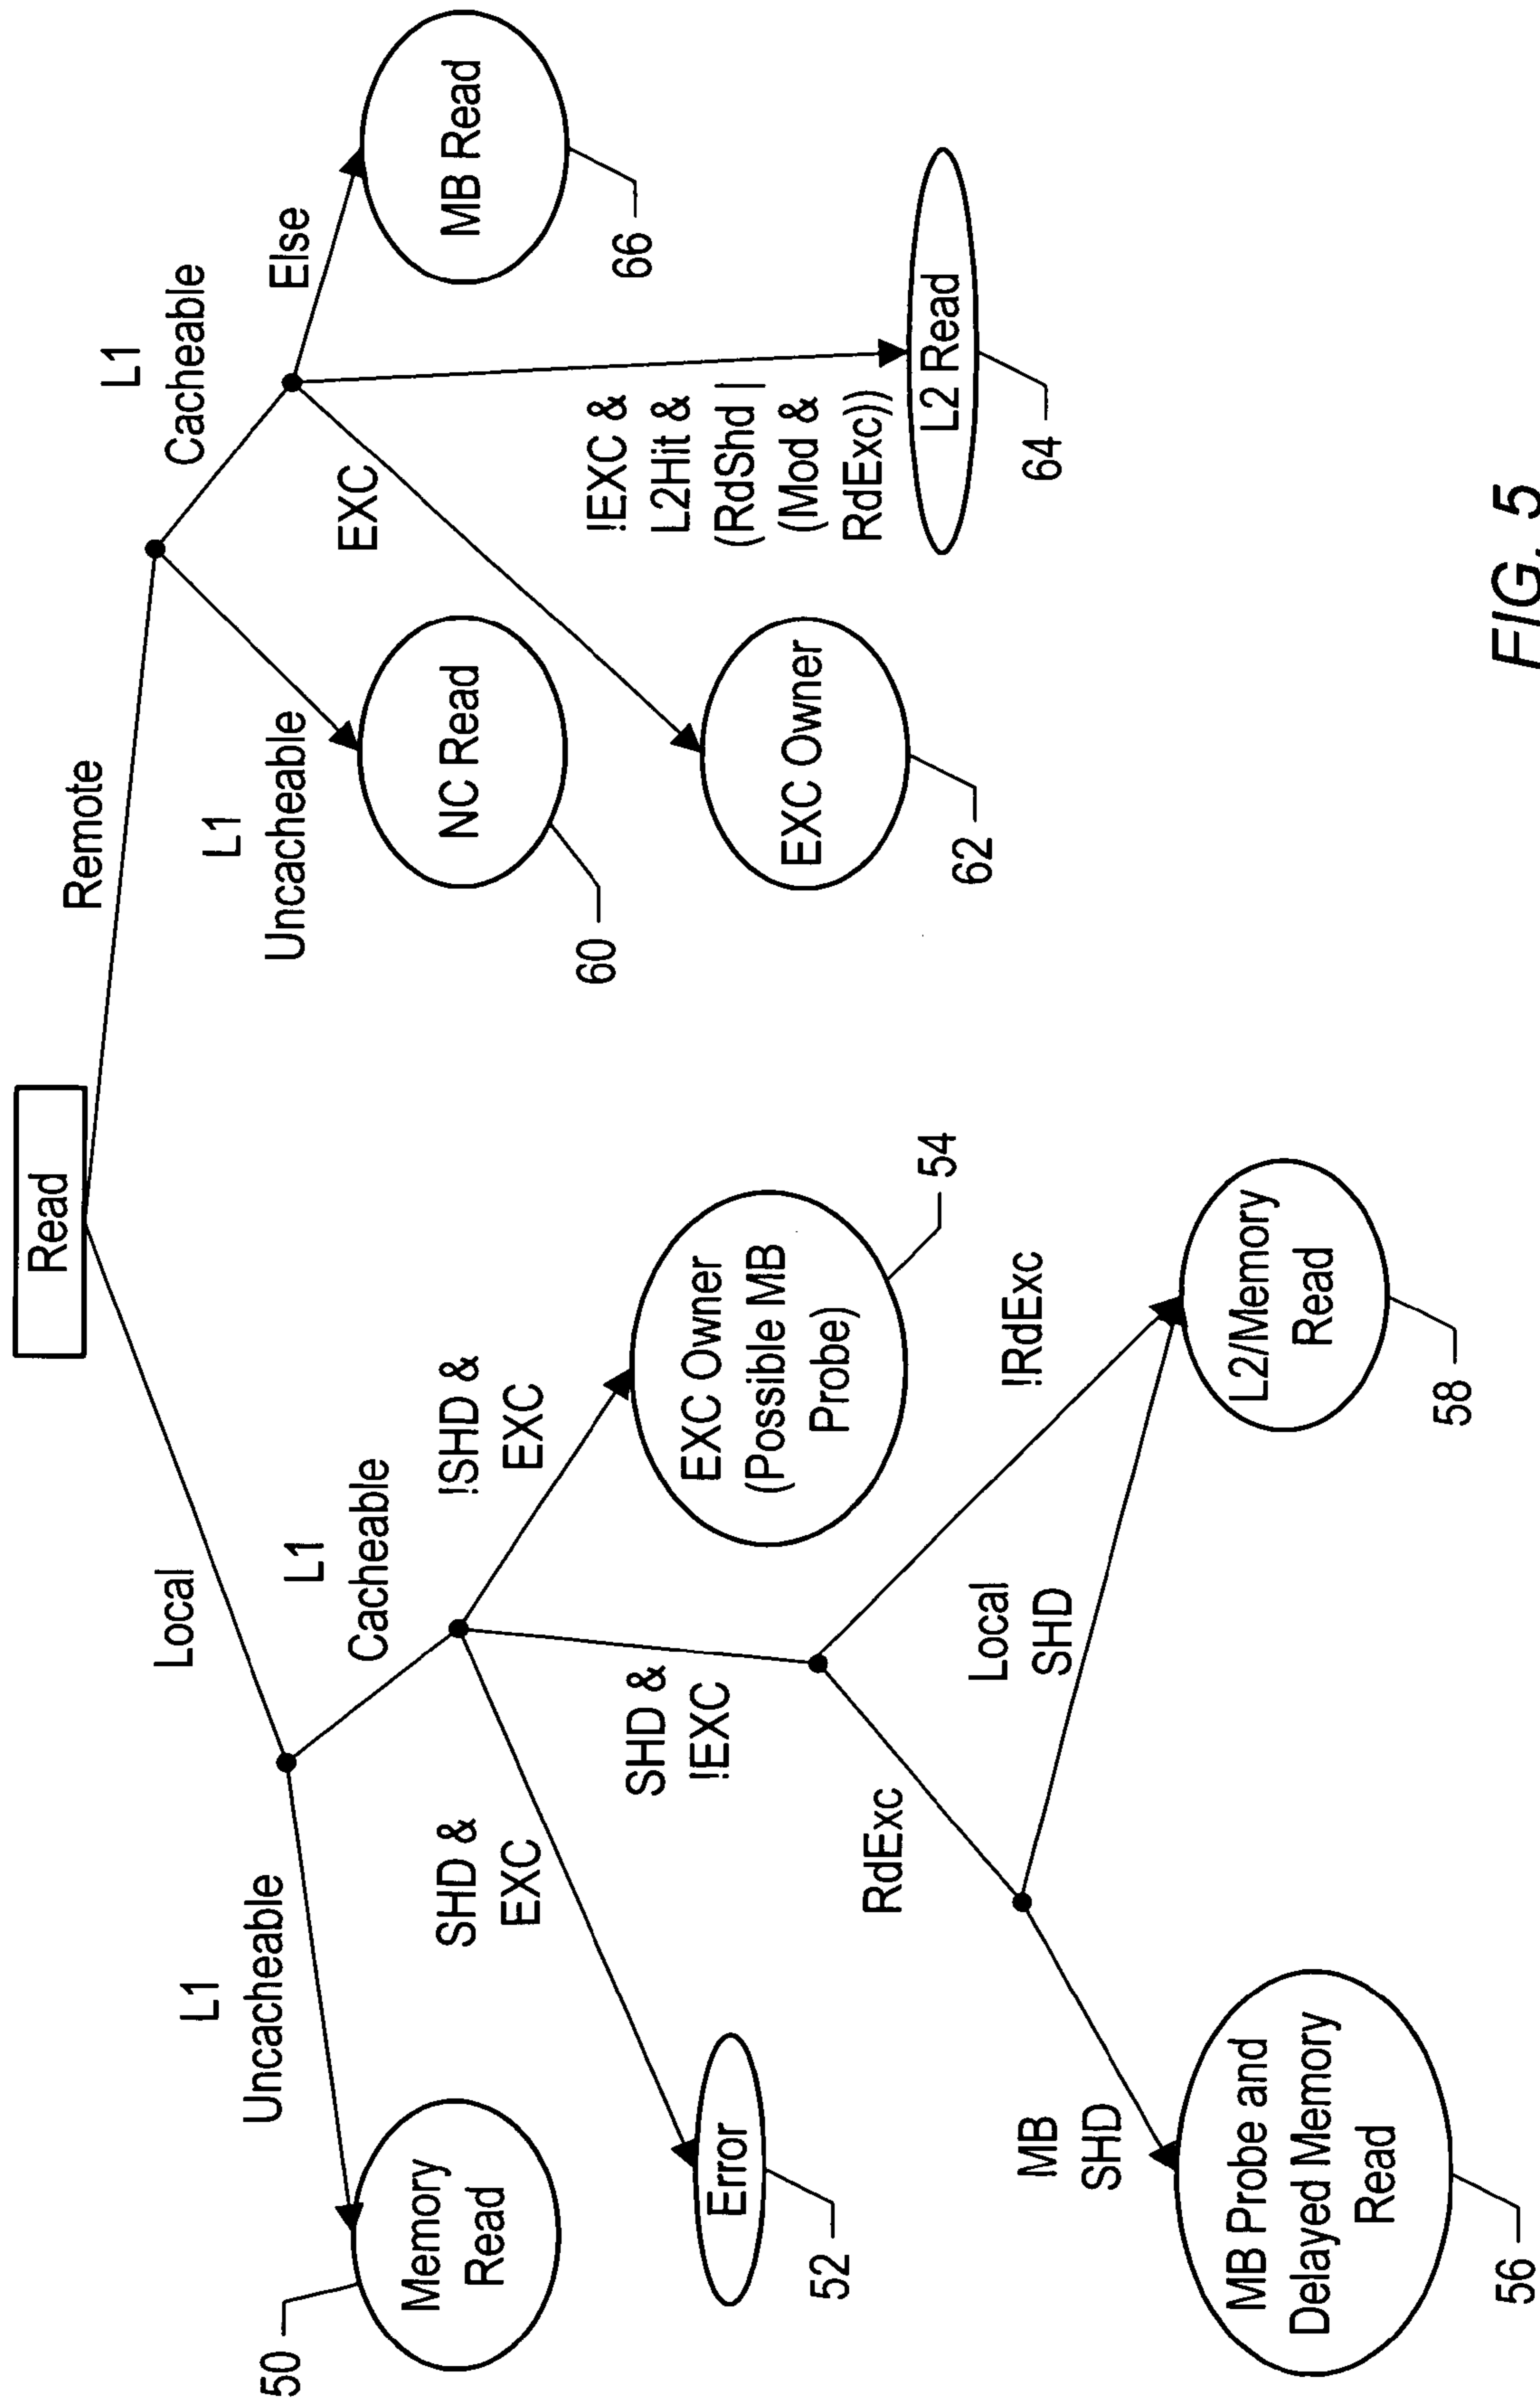 Read
Local
Remote
L1
Uncacheable
L1
Cacheable
Memory
Read
50
SHD &
EXC
!SHD &
EXC
SHD &
!EXC
Error
52
EXC Owner
(Possible MB
Probe)
54
RdExc
!RdExc
MB
SHD
Local
SHD
MB Probe and
Delayed Memory
Read
56
L2/Memory
Read
58
L1
Uncacheable
L1
Cacheable
NC Read
60
EXC
Else
!EXC &
L2Hit &
(RdShd |
(Mod &
RdExc))
EXC Owner
62
L2 Read
64
MB Read
66
FIG. 5